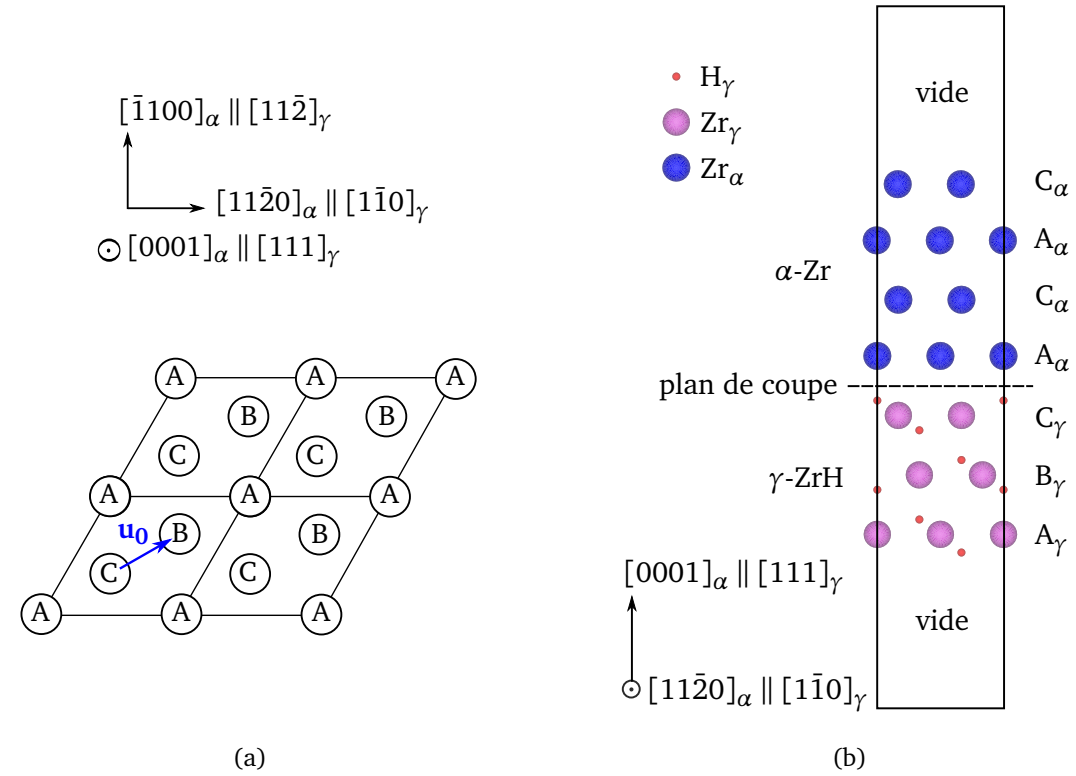 [1̄100]α ∥ [112̄]γ
[112̄0]α ∥ [11̄0]γ
[0001]α ∥ [111]γ
A A A
B B
C C
A A A
u₀ B B
C C
A A A
(a)
Hγ
Zrγ
Zrα
vide
Cα
Aα
α-Zr
Cα
Aα
plan de coupe
Cγ
γ-ZrH
Bγ
Aγ
[0001]α ∥ [111]γ
vide
[112̄0]α ∥ [11̄0]γ
(b)